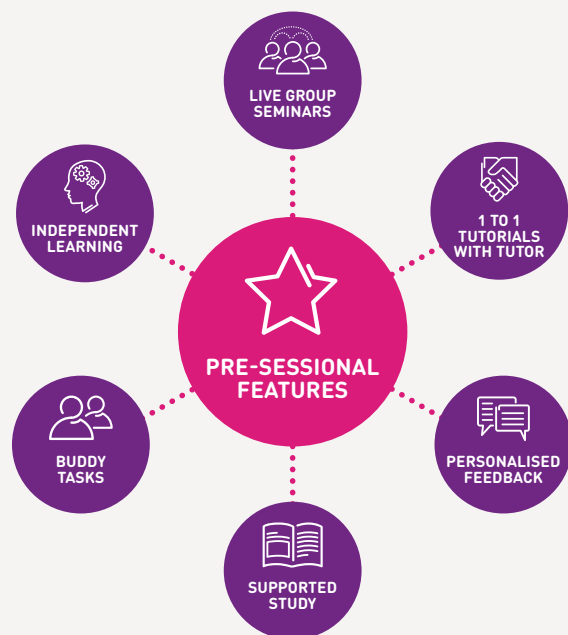 LIVE GROUP
SEMINARS
INDEPENDENT
LEARNING
1 TO 1
TUTORIALS
WITH TUTOR
PRE-SESSIONAL
FEATURES
BUDDY
TASKS
PERSONALISED
FEEDBACK
SUPPORTED
STUDY